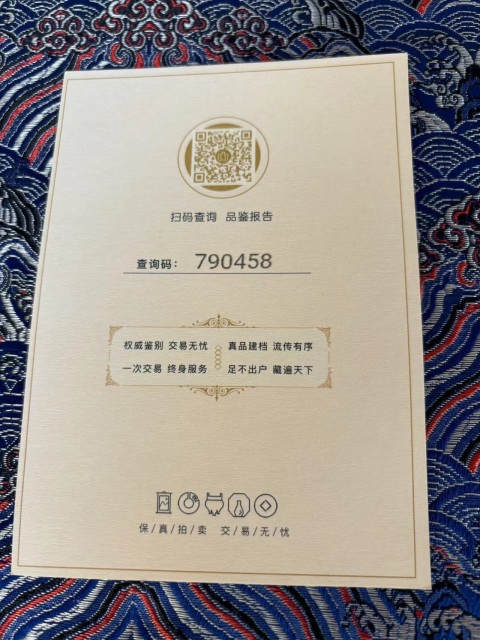 扫码查询 品鉴报告
查询码： 790458
权威鉴别 交易无忧 真品建档 流传有序
一次交易 终身服务 足不出户 藏遍天下
保/真/拍/卖 交/易/无/忧